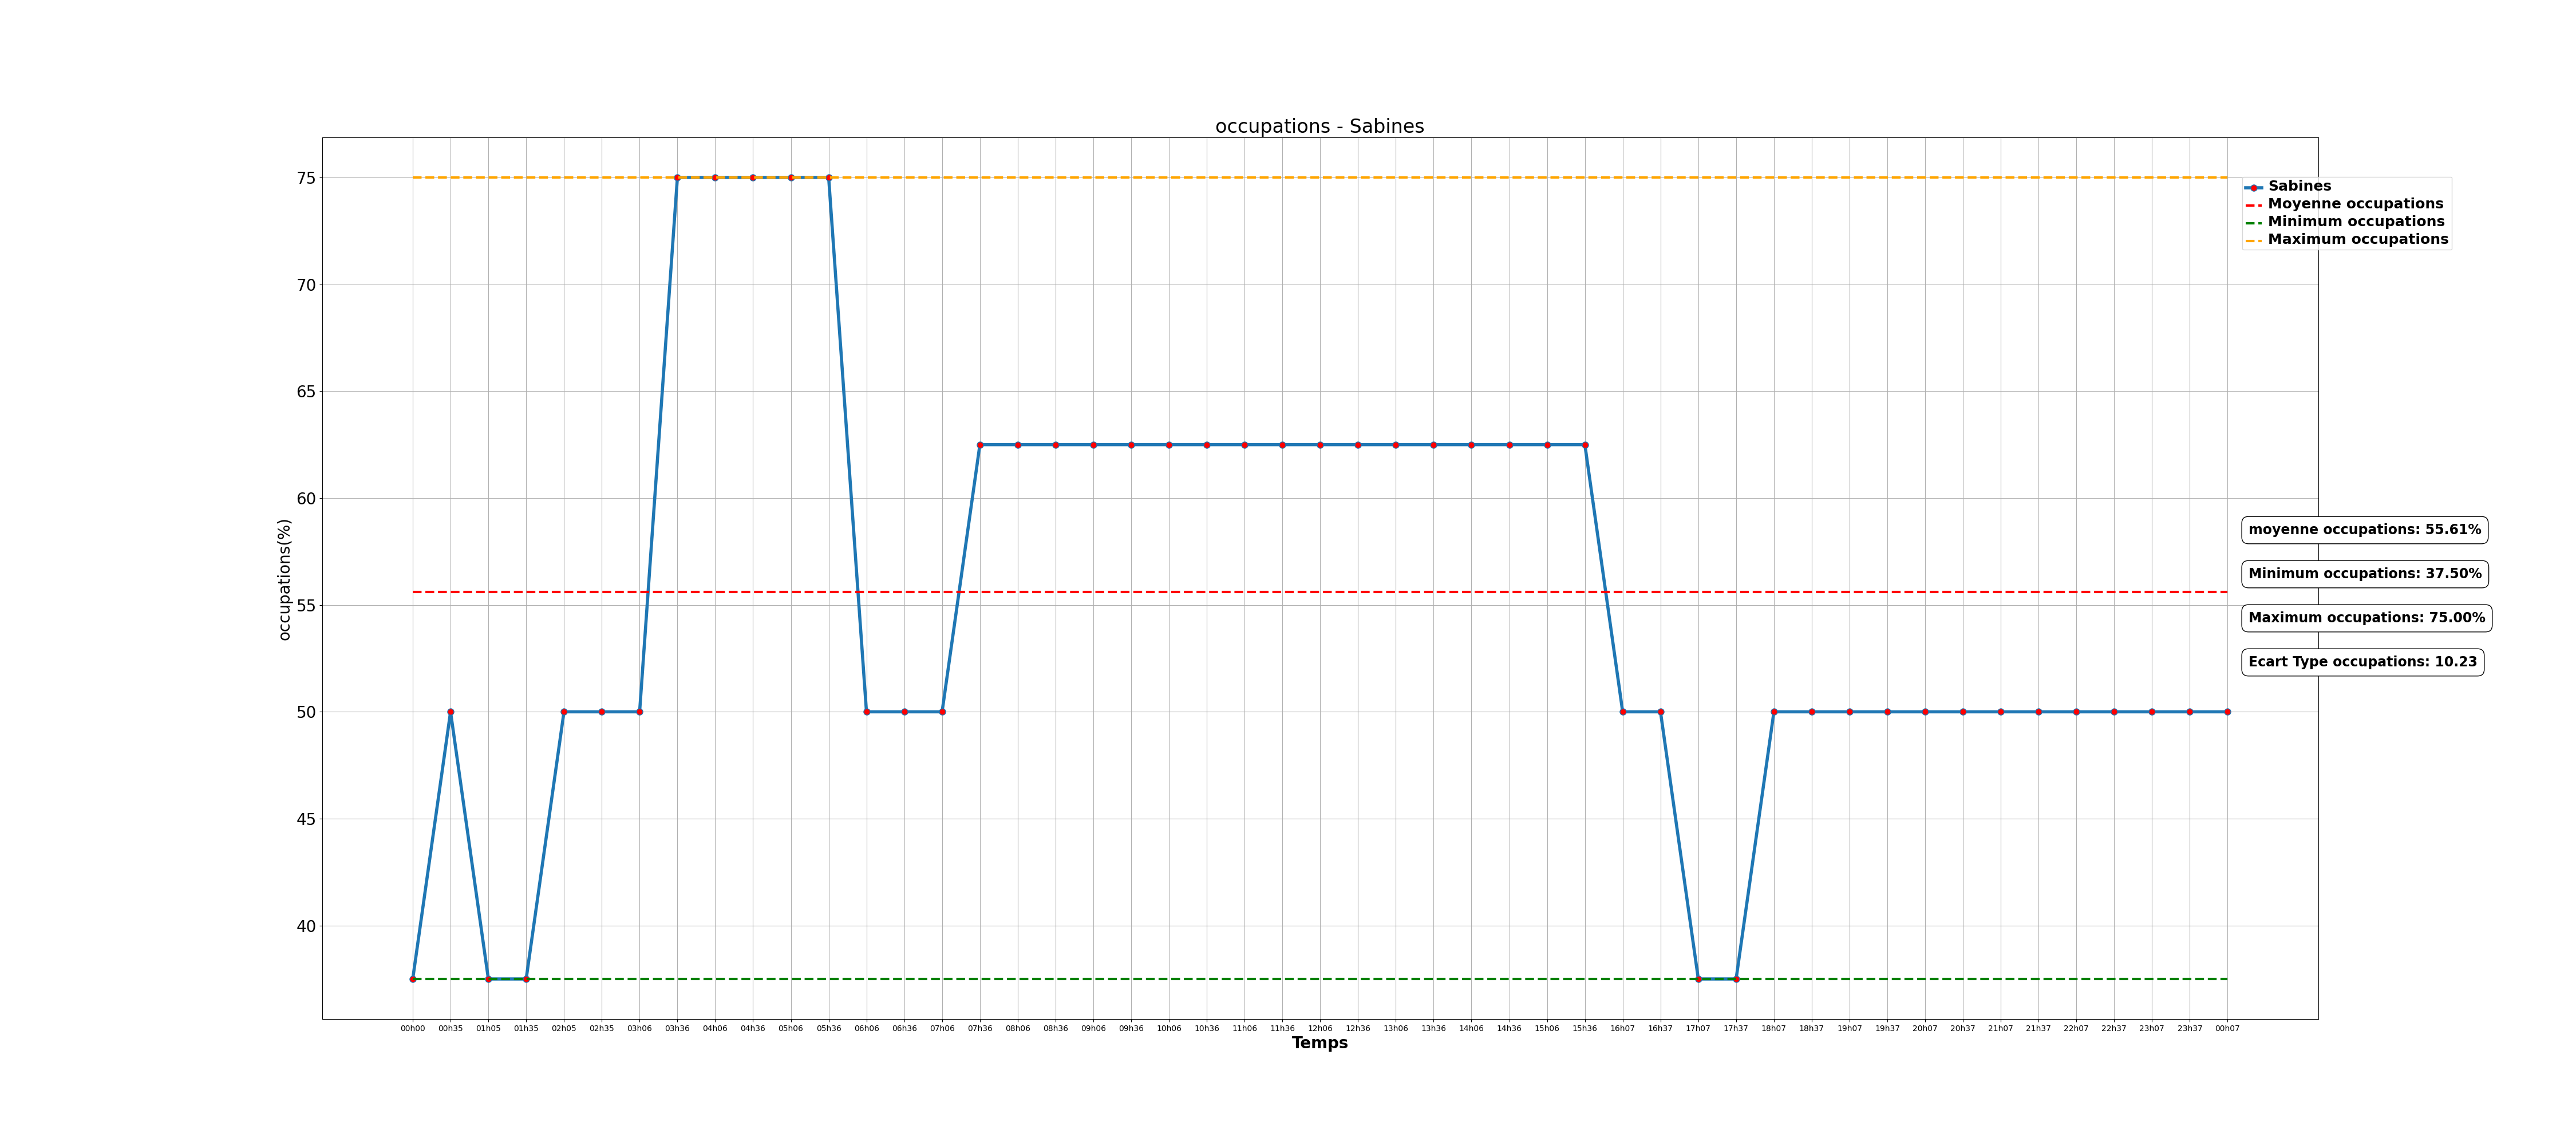 occupations - Sabines
75
70
65
60
55
50
45
40
occupations(%)
Sabines
Moyenne occupations
Minimum occupations
Maximum occupations
moyenne occupations: 55.61%
Minimum occupations: 37.50%
Maximum occupations: 75.00%
Ecart Type occupations: 10.23
00h00 00h35 01h05 01h35 02h05 02h35 03h06 03h36 04h06 04h36 05h06 05h36 06h06 06h36 07h06 07h36 08h06 08h36 09h06 09h36 10h06 10h36 11h06 11h36 12h06 12h36 13h06 13h36 14h06 14h36 15h06 15h36 16h07 16h37 17h07 17h37 18h07 18h37 19h07 19h37 20h07 20h37 21h07 21h37 22h07 22h37 23h07 23h37 00h07
Temps